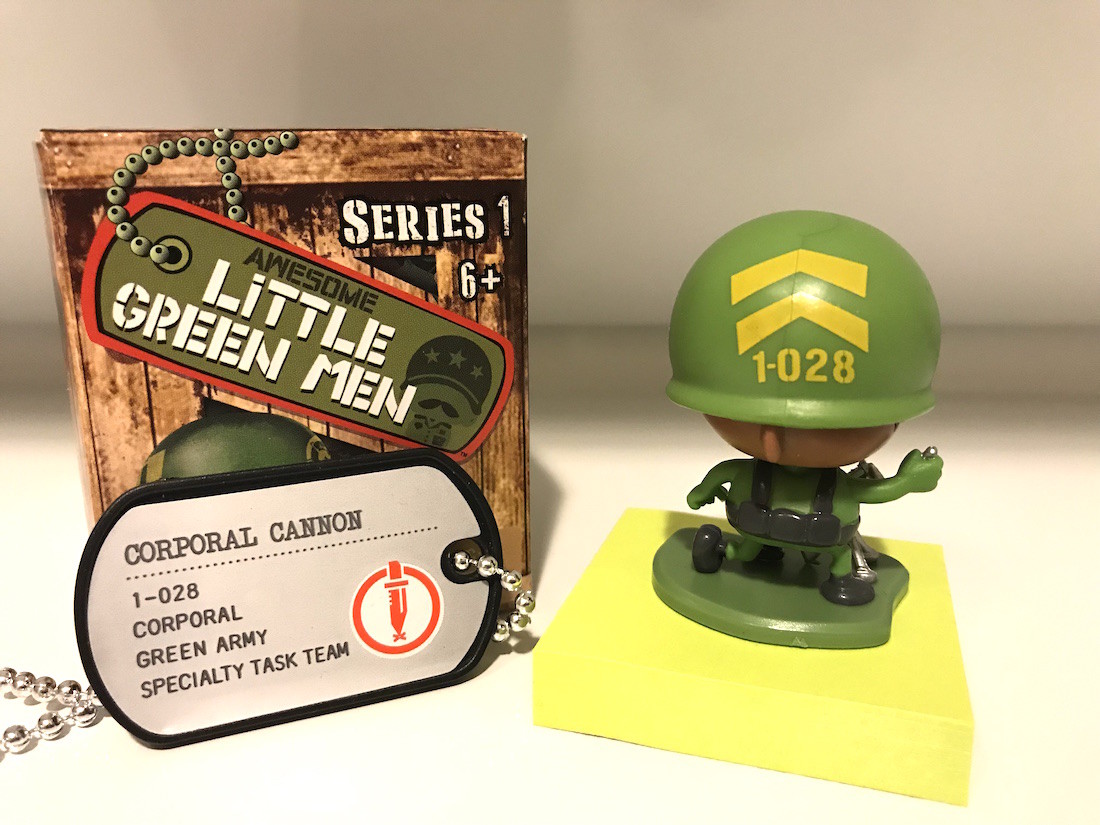 SERIES 1
6+
AWESOME
LiTTLE
GREEN MEN
CORPORAL CANNON
1-028
CORPORAL
GREEN ARMY
SPECIALTY TASK TEAM
1-028